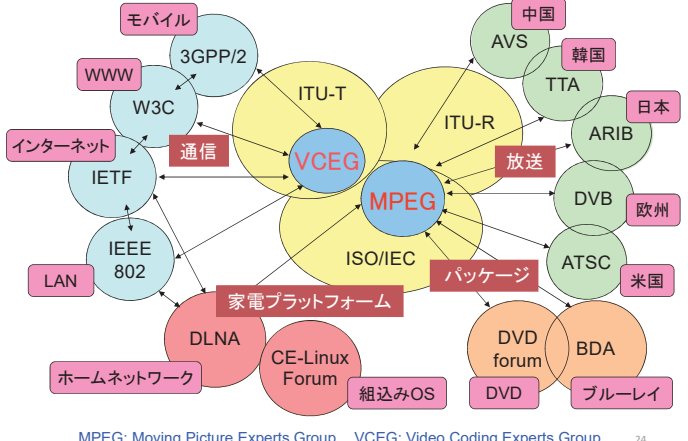 モバイル
3GPP/2
WWW
W3C
インターネット
IETF
IEEE
802
LAN
通信
ITU-T
VCEG
ITU-R
MPEG
ISO/IEC
中国
AVS
韓国
TTA
日本
ARIB
放送
DVB
欧州
ATSC
米国
パッケージ
家電プラットフォーム
DLNA
ホームネットワーク
CE-Linux
Forum
組込みOS
DVD
forum
DVD
BDA
ブルーレイ
MPEG: Moving Picture Experts Group VCEG: Video Coding Experts Group
24